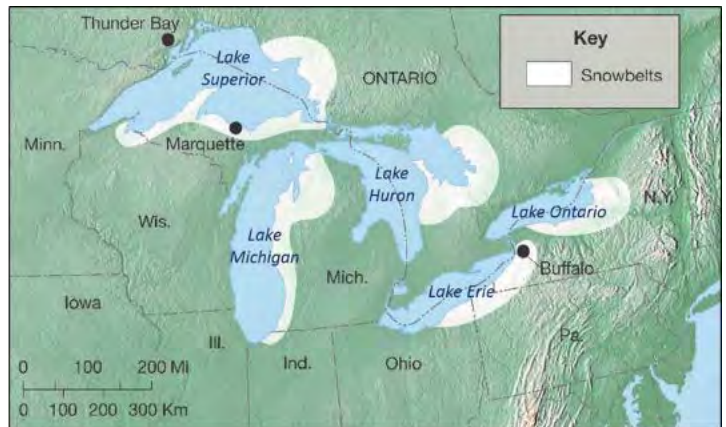 Thunder Bay
Lake
Superior
ONTARIO
Key
Snowbelts
Minn.
Marquette
Wis.
Lake
Huron
N.Y.
Lake Ontario
Lake
Michigan
Mich.
Buffalo
Lake Erie
Iowa
Ill.
Ind.
Ohio
Pa.
0 100 200 Mi
0 100 200 300 Km